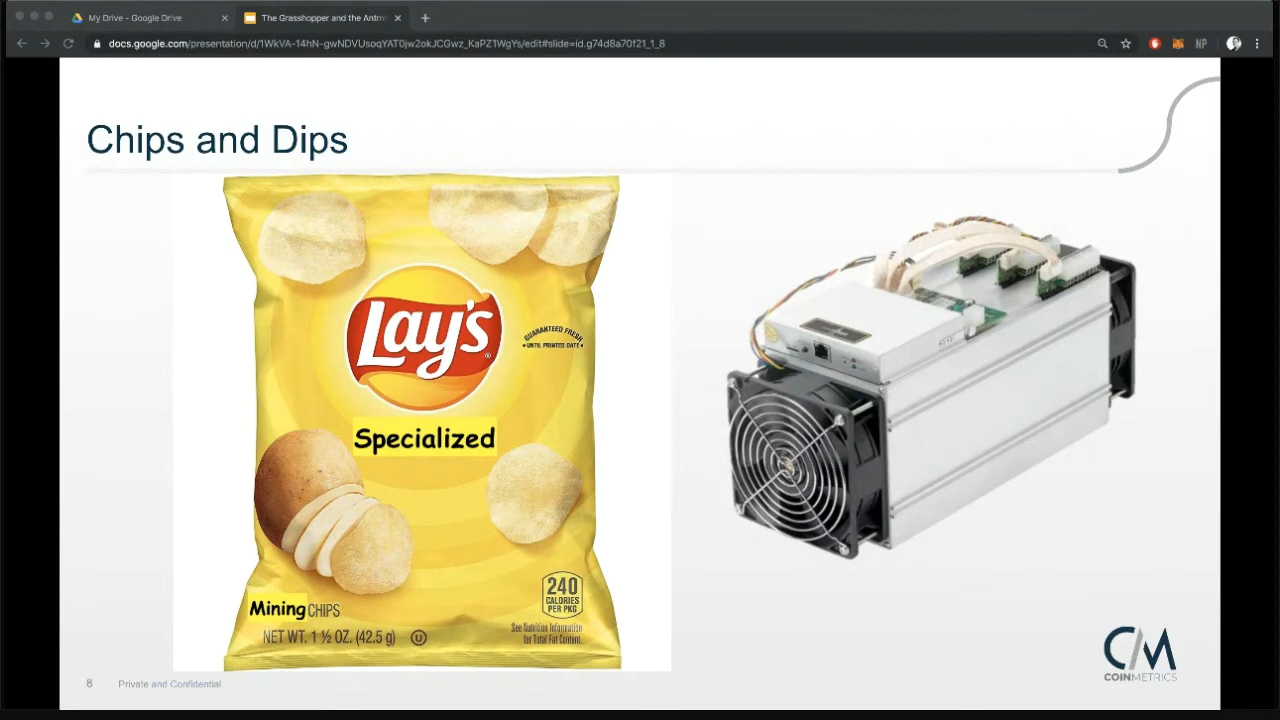 My Drive - Google Drive
The Grasshopper and the Antm
docs.google.com/presentation/d/1WkVA-14hN-gwNDVUsoqYAT0jw2okJCGwz_KaPZ1WgYs/edit#slide=id.g74d8a70f21_1_8
NP
Chips and Dips
Lay's
GUARANTEED FRESH
• UNTIL PRINTED DATE •
Specialized
240
CALORIES
PER PKG
Mining CHIPS
NET WT. 1 ½ OZ. (42.5 g) U
See Nutrition Information
for Total Fat Content.
CM
COINMETRICS
8 Private and Confidential